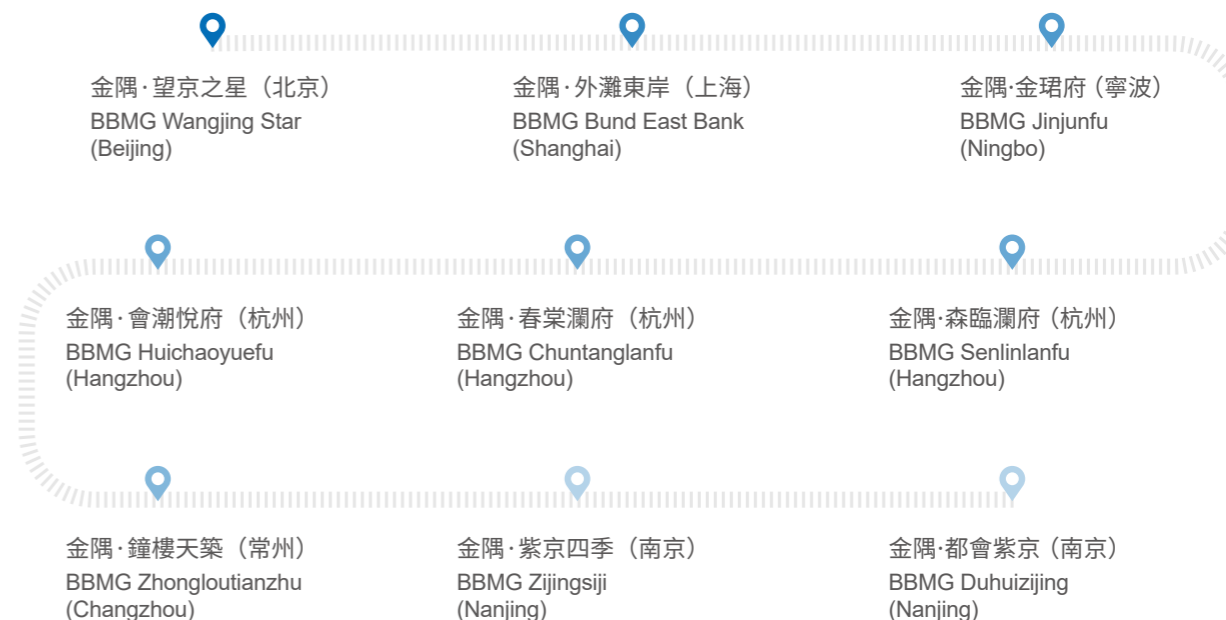 金隅·望京之星（北京）
BBMG Wangjing Star
(Beijing)
金隅·外灘東岸（上海）
BBMG Bund East Bank
(Shanghai)
金隅·金珺府（寧波）
BBMG Jinjunfu
(Ningbo)
金隅·會潮悅府（杭州）
BBMG Huichaoyuefu
(Hangzhou)
金隅·春棠瀾府（杭州）
BBMG Chuntanglanfu
(Hangzhou)
金隅·森臨瀾府（杭州）
BBMG Senlinlanfu
(Hangzhou)
金隅·鐘樓天築（常州）
BBMG Zhongloutianzhu
(Changzhou)
金隅·紫京四季（南京）
BBMG Zijingsiji
(Nanjing)
金隅·都會紫京（南京）
BBMG Duhuizijing
(Nanjing)